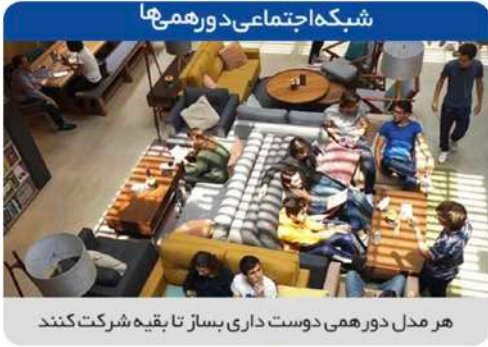 شبکه‌اجتماعی‌دورهمی‌ها
هر مدل دورهمی دوست داری بساز تا بقیه شرکت کنند